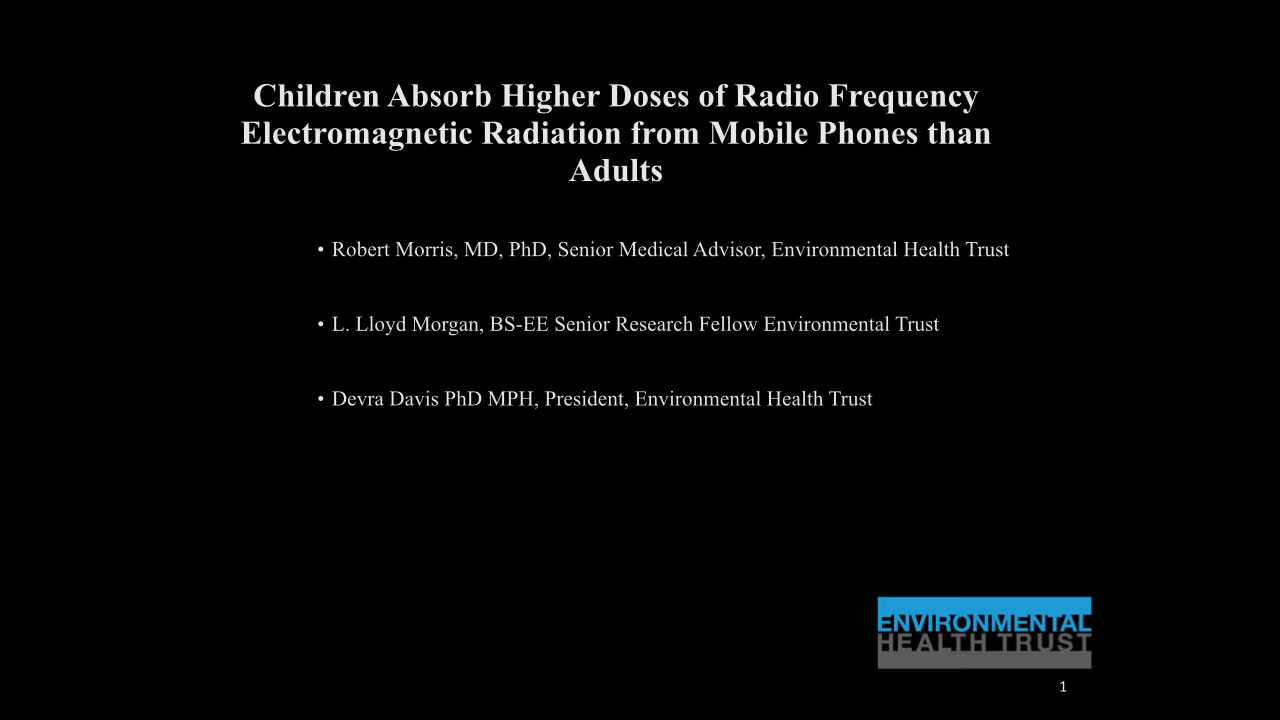 Children Absorb Higher Doses of Radio Frequency
Electromagnetic Radiation from Mobile Phones than
Adults
• Robert Morris, MD, PhD, Senior Medical Advisor, Environmental Health Trust
• L. Lloyd Morgan, BS-EE Senior Research Fellow Environmental Trust
• Devra Davis PhD MPH, President, Environmental Health Trust
ENVIRONMENTAL
HEALTH TRUST
1